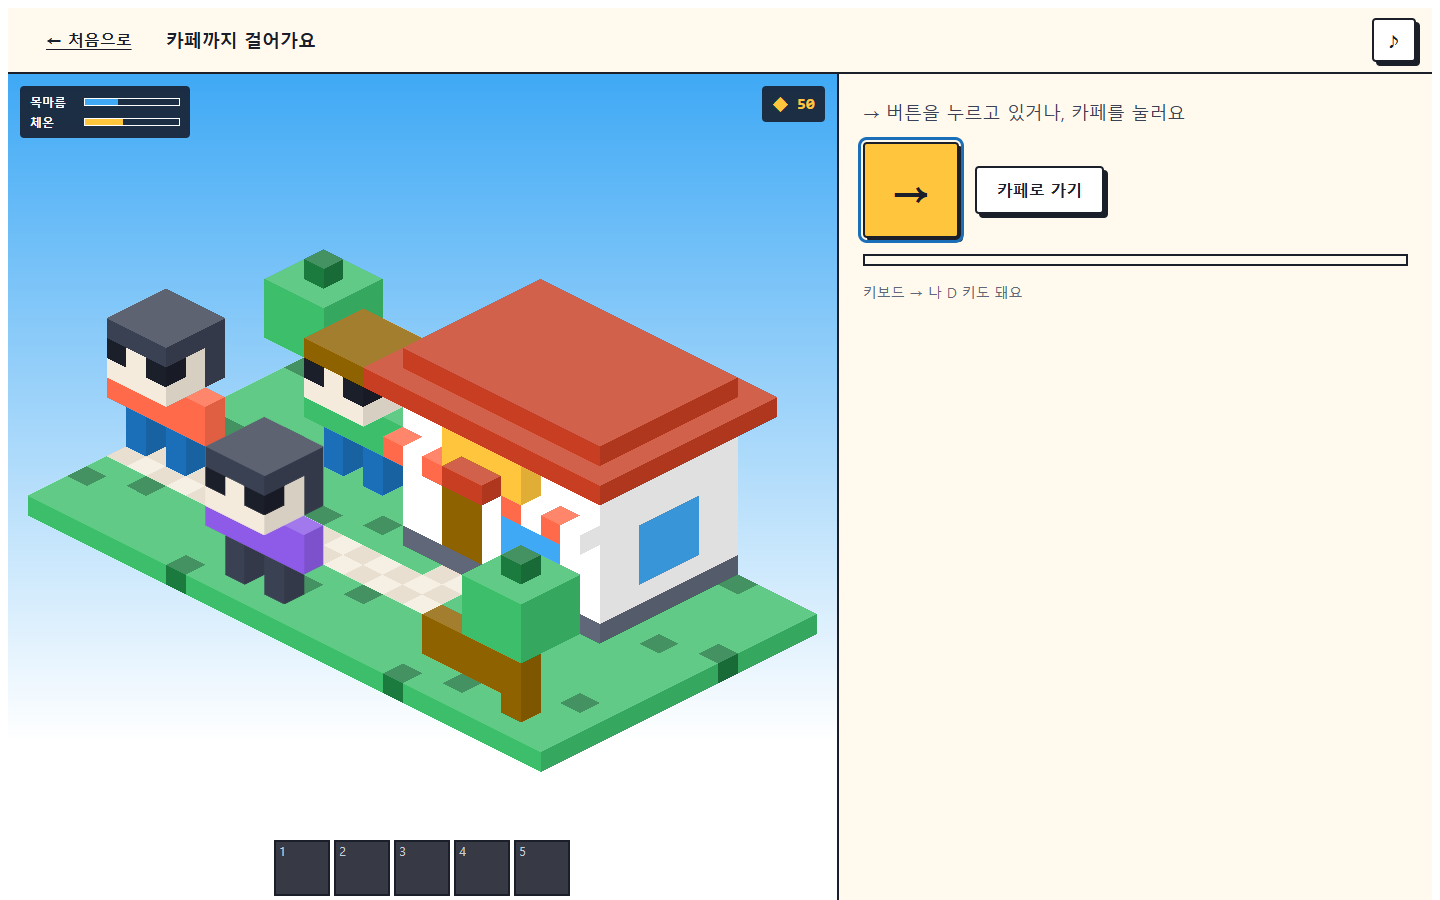 ← 처음으로
카페까지 걸어가요
♪
목마름
체온
◆ 50
→ 버튼을 누르고 있거나, 카페를 눌러요
→
카페로 가기
키보드 → 나 D 키도 돼요
1
2
3
4
5